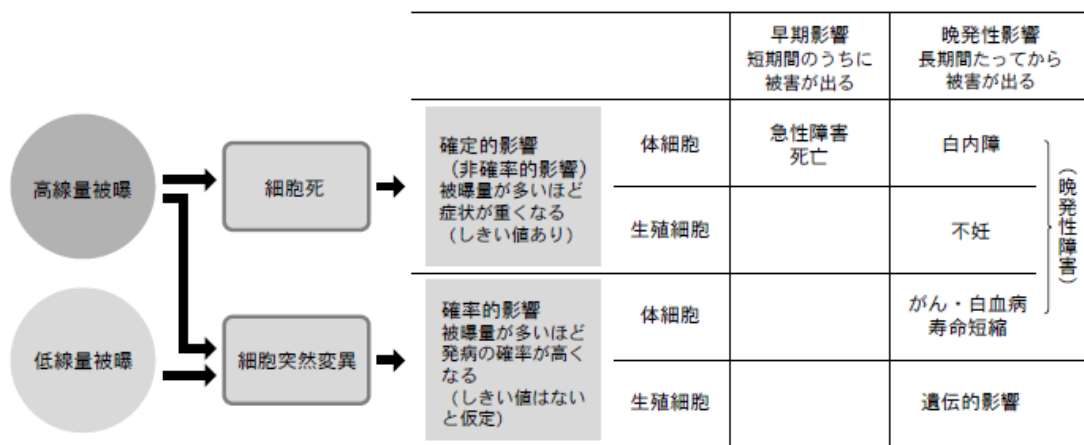 早期影響
短期間のうちに
被害が出る
晩発性影響
長期間たってから
被害が出る
高線量被曝
細胞死
確定的影響
（非確率的影響）
被曝量が多いほど
症状が重くなる
（しきい値あり）
体細胞
急性障害
死亡
白内障
生殖細胞
不妊
（晩発性障害）
低線量被曝
細胞突然変異
確率的影響
被曝量が多いほど
発病の確率が高く
なる
（しきい値はない
と仮定）
体細胞
がん・白血病
寿命短縮
生殖細胞
遺伝的影響